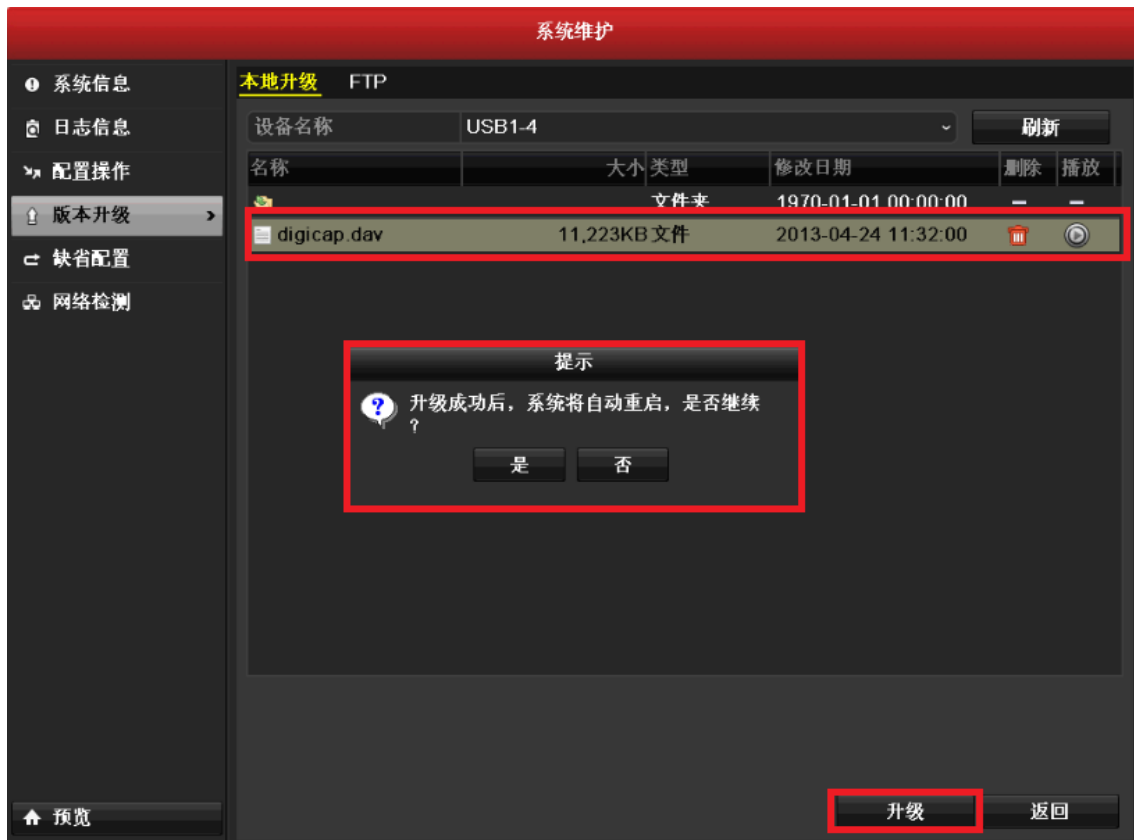 系统维护
系统信息
日志信息
配置操作
版本升级
缺省配置
网络检测
预览
本地升级 FTP
设备名称 USB1-4 刷新
名称 大小 类型 修改日期 删除 播放
文件夹 1970-01-01 00:00:00 – –
digicap.dav 11,223KB 文件 2013-04-24 11:32:00
提示
升级成功后，系统将自动重启，是否继续
？
是 否
升级 返回